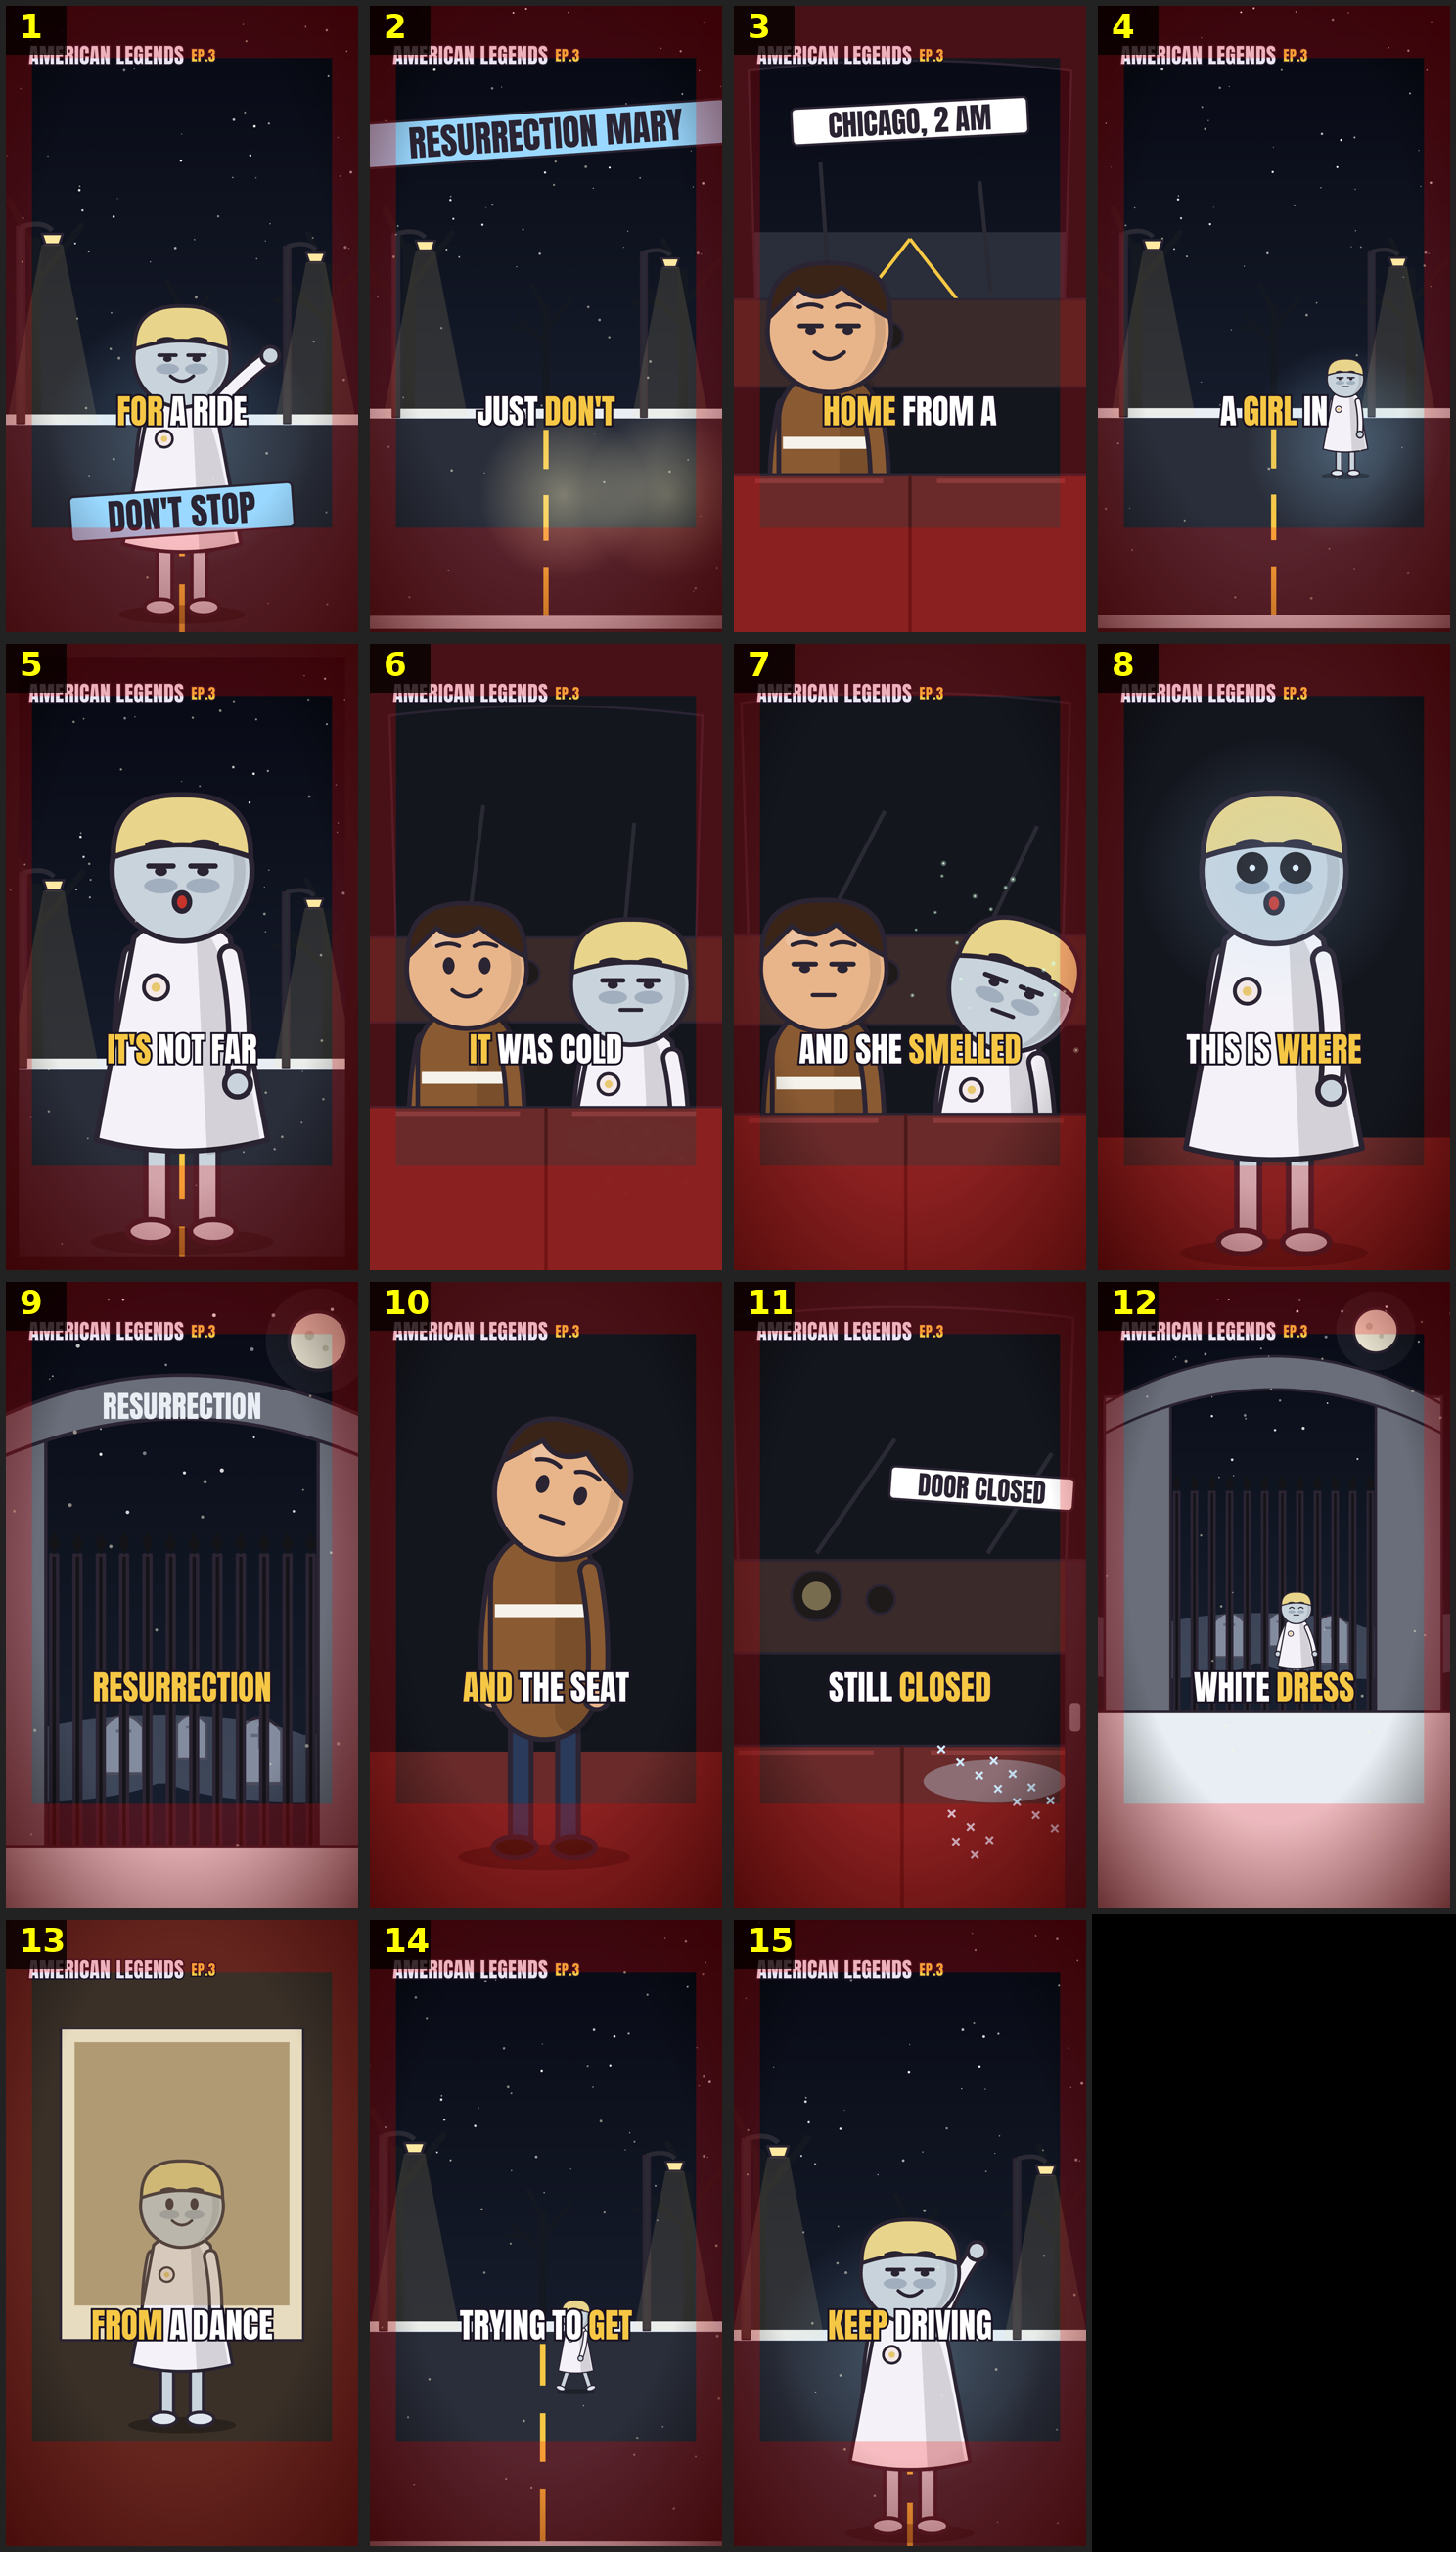 1
AMERICAN LEGENDS EP.3
FOR A RIDE
DON'T STOP
2
AMERICAN LEGENDS EP.3
RESURRECTION MARY
JUST DON'T
3
AMERICAN LEGENDS EP.3
CHICAGO, 2 AM
HOME FROM A
4
AMERICAN LEGENDS EP.3
A GIRL IN
5
AMERICAN LEGENDS EP.3
IT'S NOT FAR
6
AMERICAN LEGENDS EP.3
IT WAS COLD
7
AMERICAN LEGENDS EP.3
AND SHE SMELLED
8
AMERICAN LEGENDS EP.3
THIS IS WHERE
9
AMERICAN LEGENDS EP.3
RESURRECTION
RESURRECTION
10
AMERICAN LEGENDS EP.3
AND THE SEAT
11
AMERICAN LEGENDS EP.3
DOOR CLOSED
STILL CLOSED
12
AMERICAN LEGENDS EP.3
WHITE DRESS
13
AMERICAN LEGENDS EP.3
FROM A DANCE
14
AMERICAN LEGENDS EP.3
TRYING TO GET
15
AMERICAN LEGENDS EP.3
KEEP DRIVING